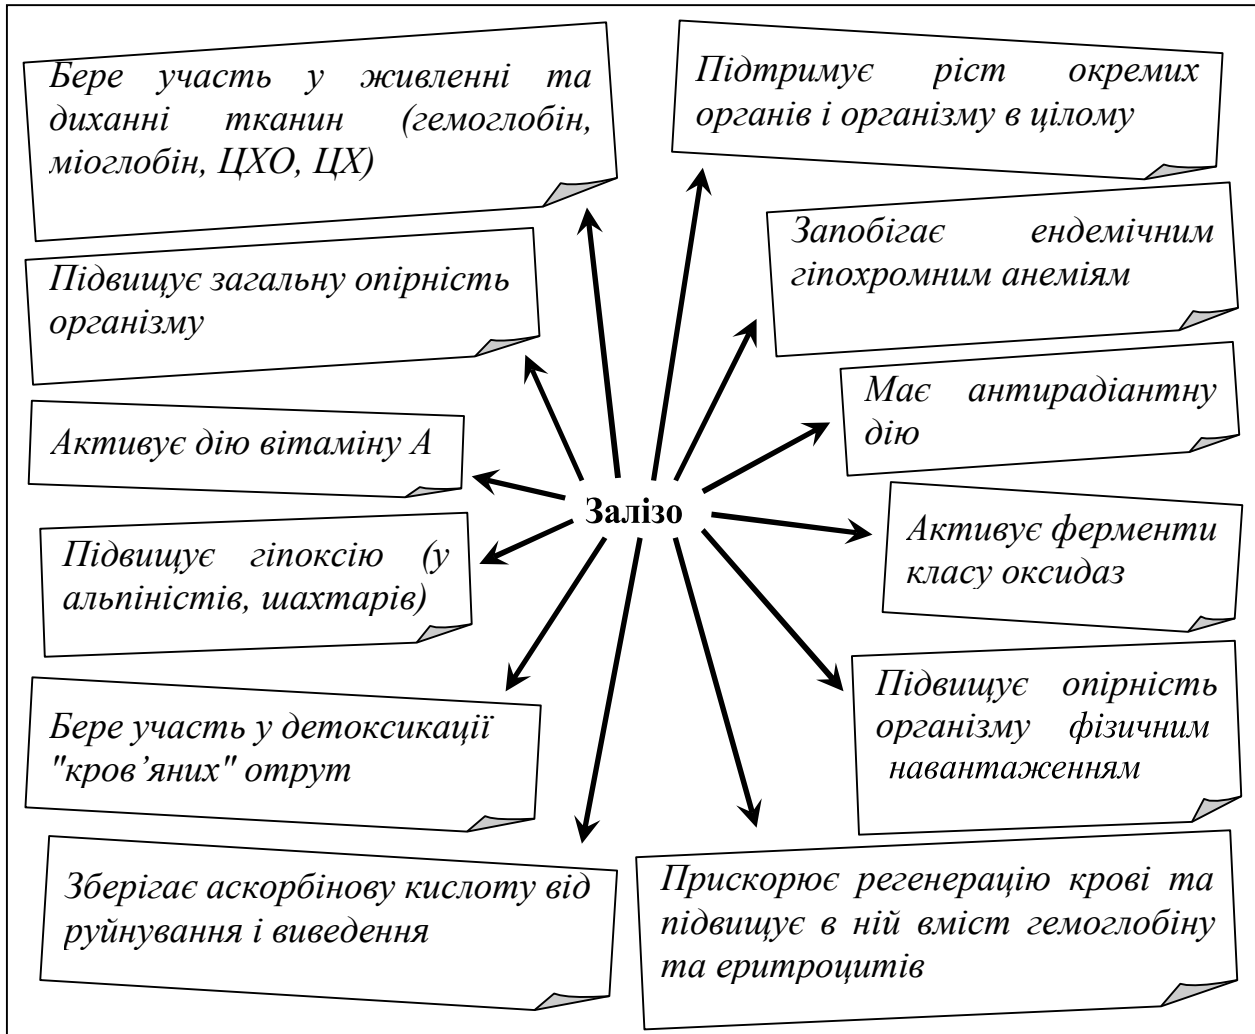 Бере участь у живленні та
диханні тканин (гемоглобін,
міоглобін, ЦХО, ЦХ)
Підвищує загальну опірність
організму
Активує дію вітаміну А
Підвищує гіпоксію (у
альпіністів, шахтарів)
Бере участь у детоксикації
"кров’яних" отрут
Зберігає аскорбінову кислоту від
руйнування і виведення
Залізо
Підтримує ріст окремих
органів і організму в цілому
Запобігає ендемічним
гіпохромним анеміям
Має антирадіантну
дію
Активує ферменти
класу оксидаз
Підвищує опірність
організму фізичним
навантаженням
Прискорює регенерацію крові та
підвищує в ній вміст гемоглобіну
та еритроцитів